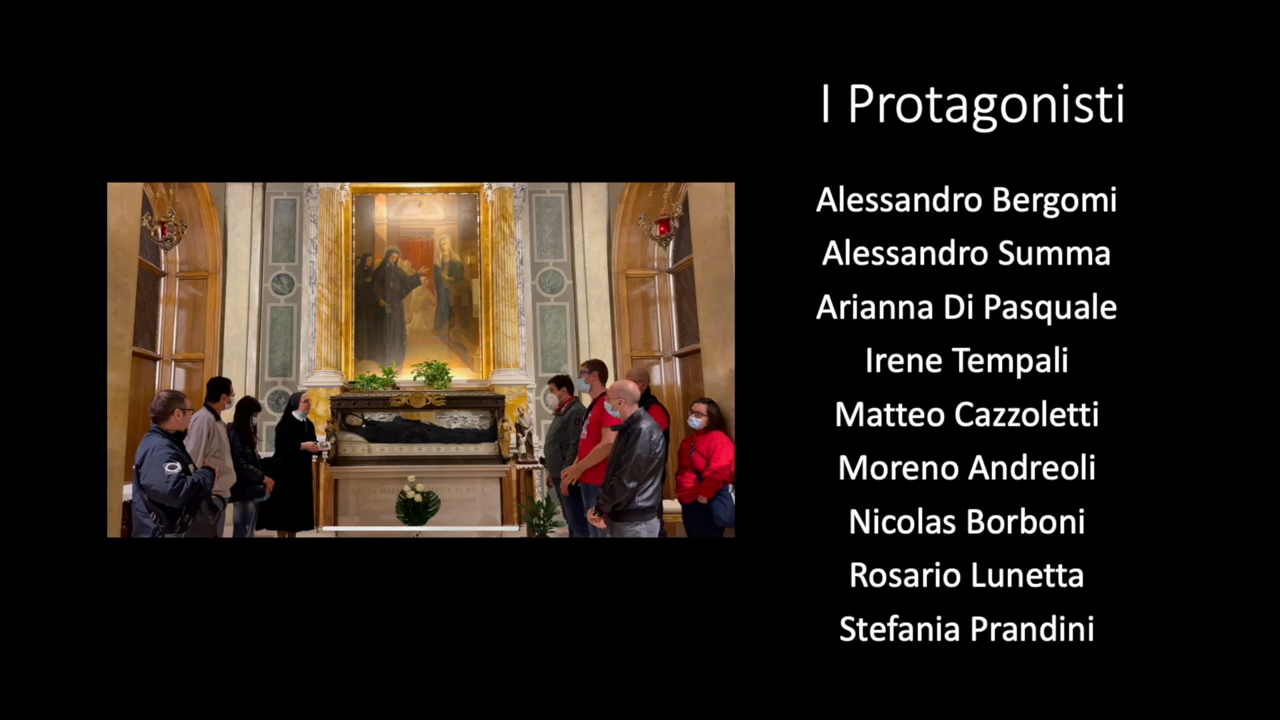 I Protagonisti
Alessandro Bergomi
Alessandro Summa
Arianna Di Pasquale
Irene Tempali
Matteo Cazzoletti
Moreno Andreoli
Nicolas Borboni
Rosario Lunetta
Stefania Prandini